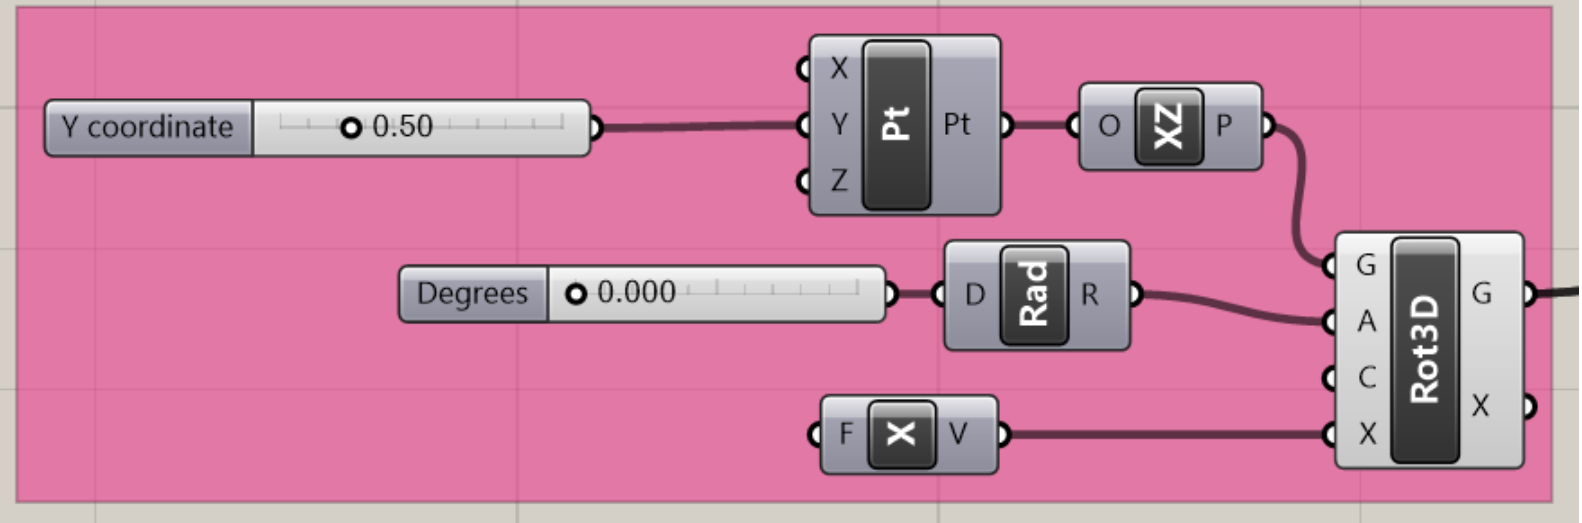 Y coordinate 0.50
X
Y
Z
Pt
Pt
O XZ P
Degrees 0.000
D Rad R
F X V
G
A
C
X
Rot3D
G
X